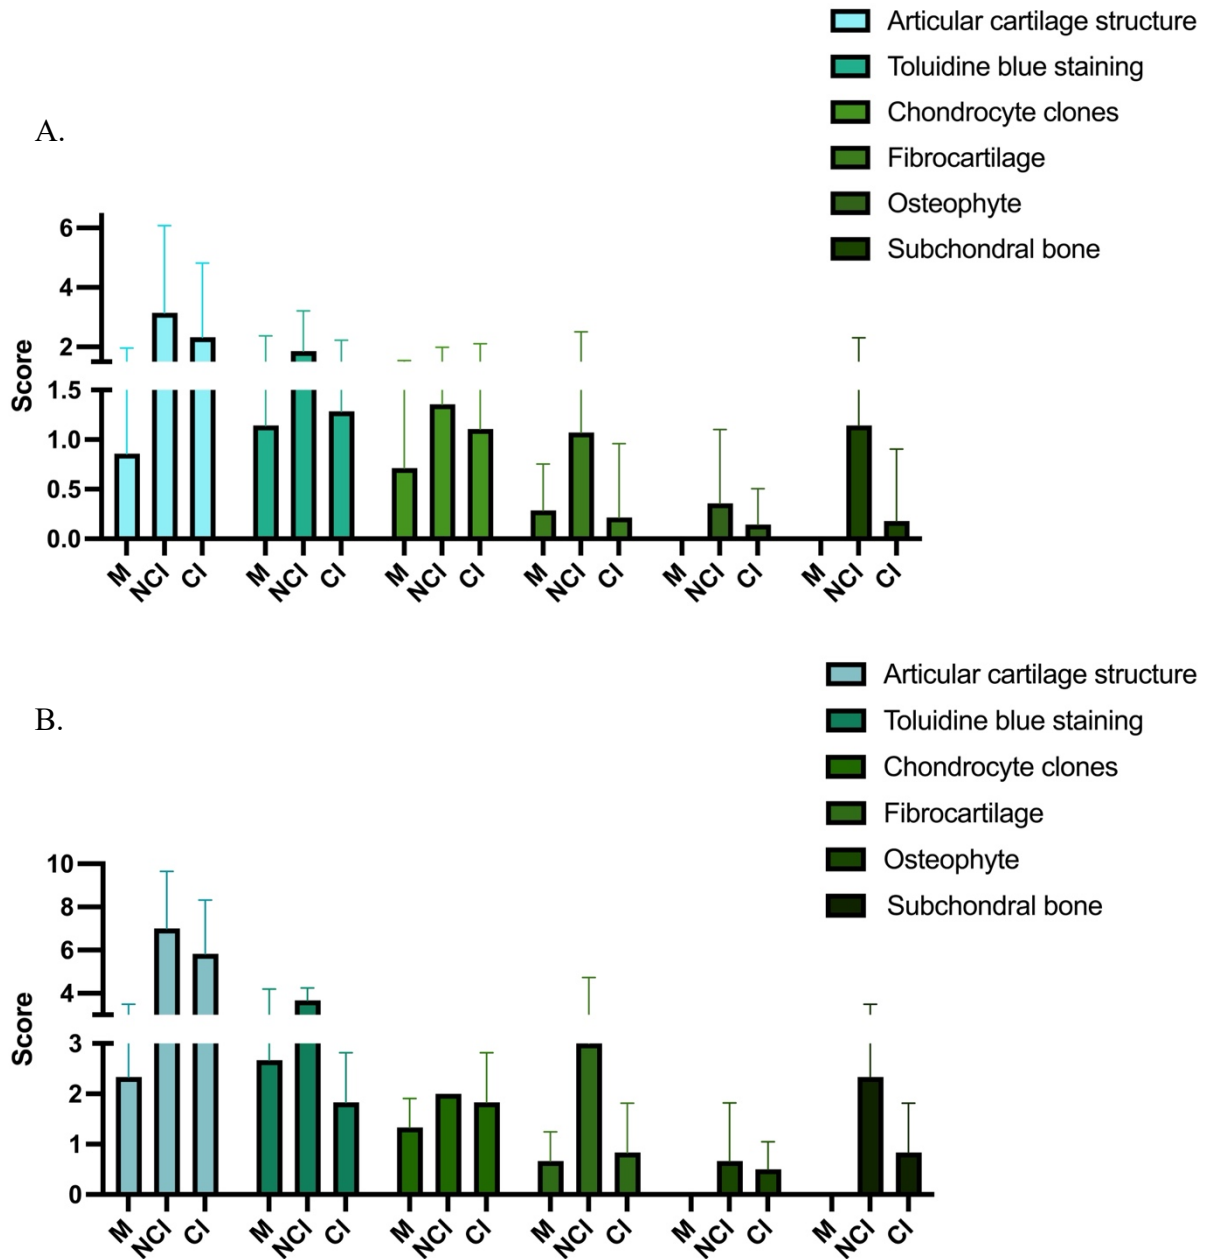 Articular cartilage structure
Toluidine blue staining
Chondrocyte clones
Fibrocartilage
Osteophyte
Subchondral bone
A.
Score
6
4
2
1.5
1.0
0.5
0.0
M NCI CI M NCI CI M NCI CI M NCI CI M NCI CI M NCI CI
Articular cartilage structure
Toluidine blue staining
Chondrocyte clones
Fibrocartilage
Osteophyte
Subchondral bone
B.
Score
10
8
6
4
3
2
1
0
M NCI CI M NCI CI M NCI CI M NCI CI M NCI CI M NCI CI